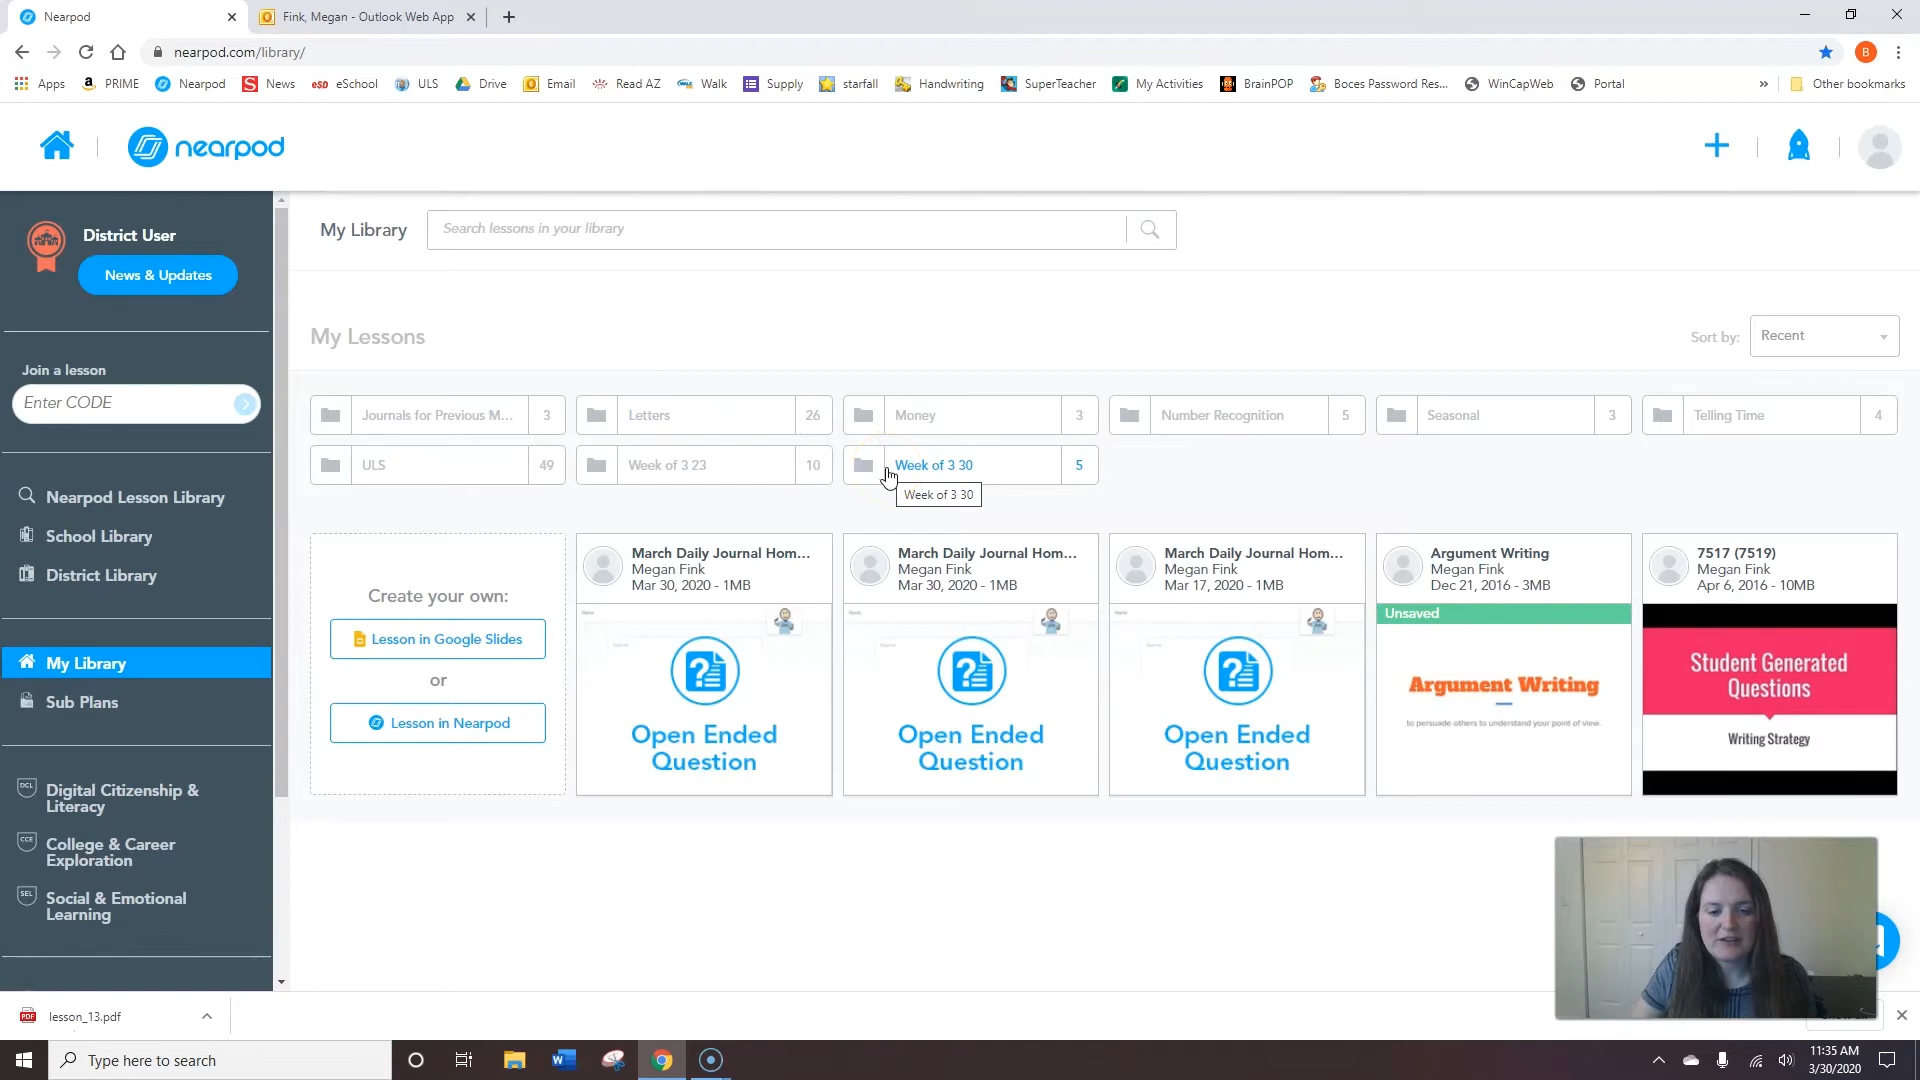 Nearpod
Fink, Megan - Outlook Web App
nearpod.com/library/
B
Apps
PRIME
Nearpod
News
eSchool
ULS
Drive
Email
Read AZ
Walk
Supply
starfall
Handwriting
SuperTeacher
My Activities
BrainPOP
Boces Password Res...
WinCapWeb
Portal
»
Other bookmarks
nearpod
District User
News & Updates
Join a lesson
Enter CODE
Nearpod Lesson Library
School Library
District Library
My Library
Sub Plans
DCL
Digital Citizenship &
Literacy
CCE
College & Career
Exploration
SEL
Social & Emotional
Learning
My Library
Search lessons in your library
My Lessons
Sort by:
Recent
Journals for Previous M... 3
Letters 26
Money 3
Number Recognition 5
Seasonal 3
Telling Time 4
ULS 49
Week of 3 23 10
Week of 3 30 5
Week of 3 30
Create your own:
Lesson in Google Slides
or
Lesson in Nearpod
March Daily Journal Hom...
Megan Fink
Mar 30, 2020 - 1MB
Open Ended
Question
March Daily Journal Hom...
Megan Fink
Mar 30, 2020 - 1MB
Open Ended
Question
March Daily Journal Hom...
Megan Fink
Mar 17, 2020 - 1MB
Open Ended
Question
Argument Writing
Megan Fink
Dec 21, 2016 - 3MB
Unsaved
Argument Writing
to persuade others to understand your point of view.
7517 (7519)
Megan Fink
Apr 6, 2016 - 10MB
Student Generated
Questions
Writing Strategy
PDF
lesson_13.pdf
Type here to search
11:35 AM
3/30/2020